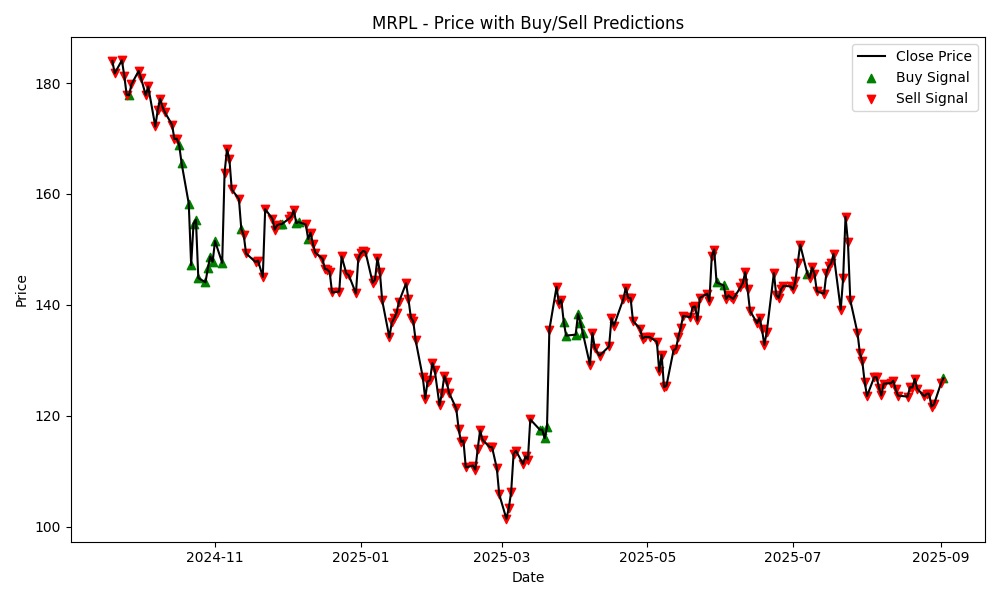 MRPL - Price with Buy/Sell Predictions
Close Price
Buy Signal
Sell Signal
180
160
140
120
100
Price
2024-11
2025-01
2025-03
2025-05
2025-07
2025-09
Date